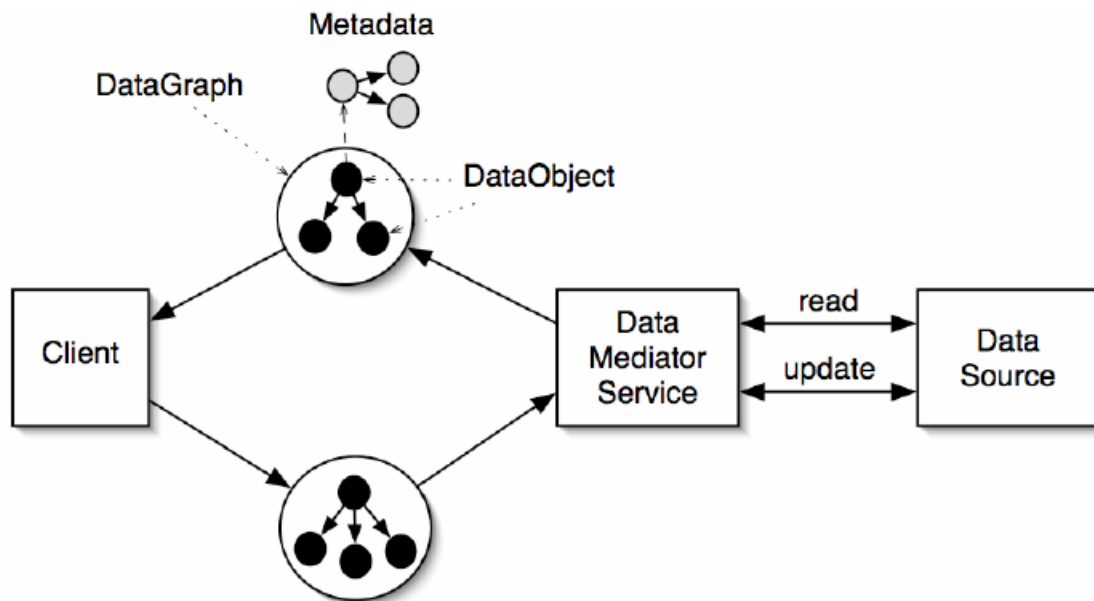 Metadata
DataGraph
DataObject
Client
Data
Mediator
Service
read
update
Data
Source